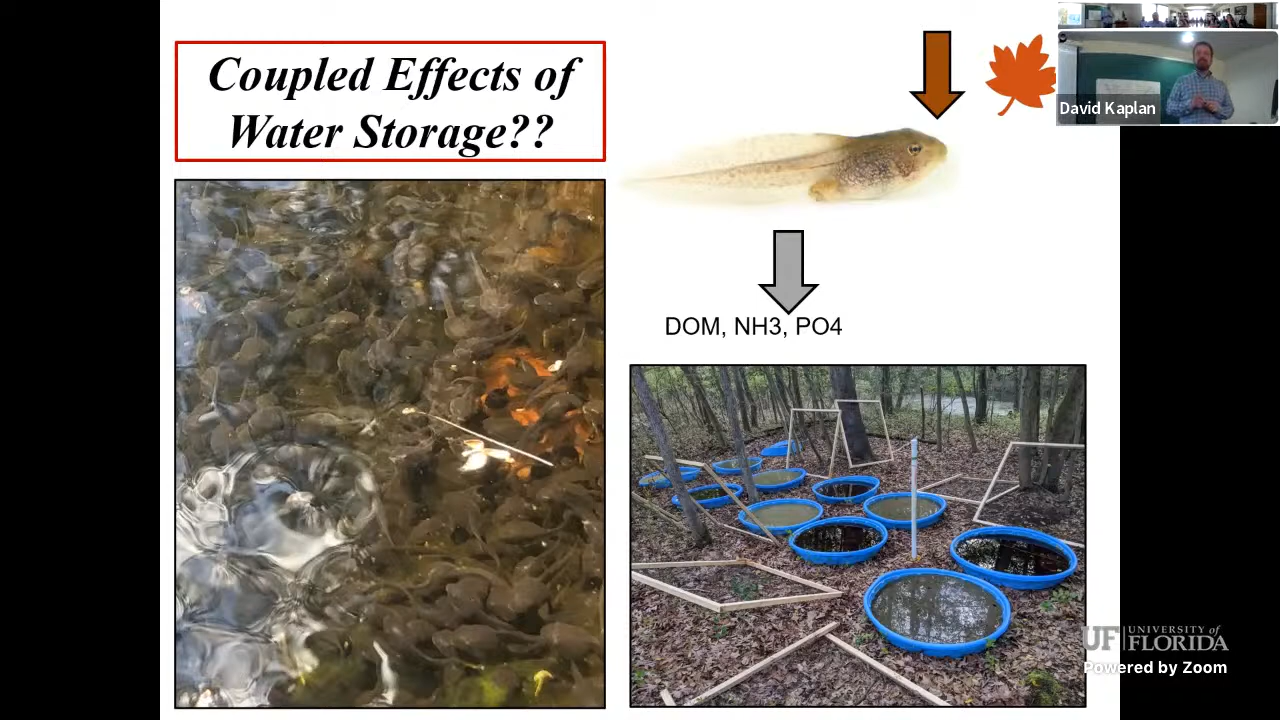 Coupled Effects of
Water Storage??
David Kaplan
DOM, NH3, PO4
UF UNIVERSITY of
FLORIDA
Powered by Zoom